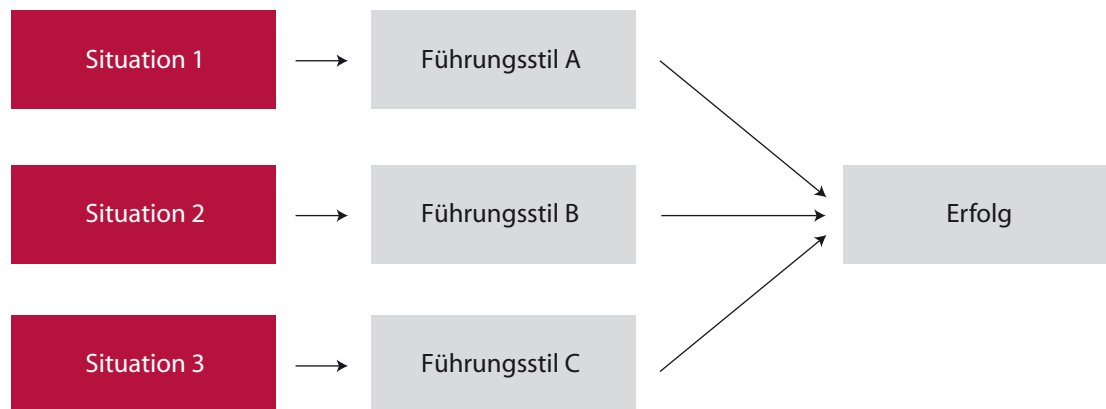 Situation 1
Führungsstil A
Situation 2
Führungsstil B
Erfolg
Situation 3
Führungsstil C